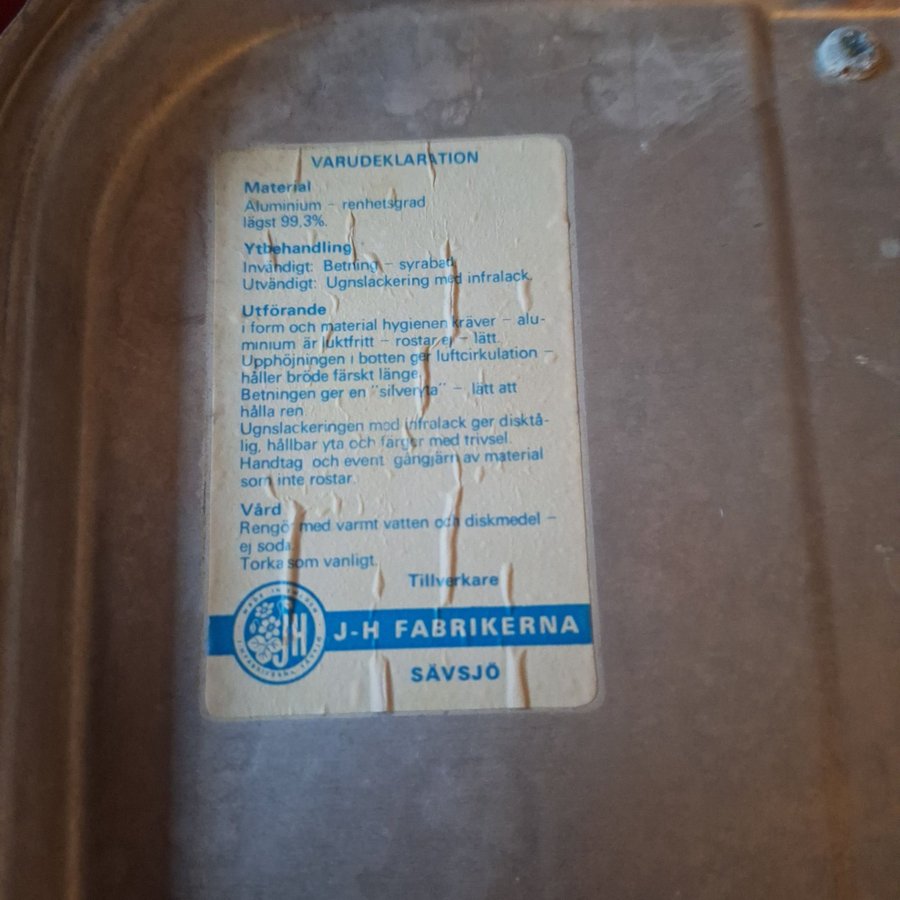 VARUDEKLARATION
Material
Aluminium - renhetsgrad
lägst 99,3%.
Ytbehandling
Invändigt: Betning - syrabad
Utvändigt: Ugnslackering med infralack.
Utförande
i form och material hygienen kräver - alu-
minium är luktfritt - rostar ej - lätt.
Upphöjningen i botten ger luftcirkulation -
håller bröde färskt länge.
Betningen ger en "silveryta" - lätt att
hålla ren.
Ugnslackeringen med infralack ger disktå-
lig, hållbar yta och färger med trivsel.
Handtag och event. gångjärn av material
som inte rostar.
Vård
Rengör med varmt vatten och diskmedel -
ej soda.
Torka som vanligt.
Tillverkare
JH
J-H FABRIKERNA
SÄVSJÖ